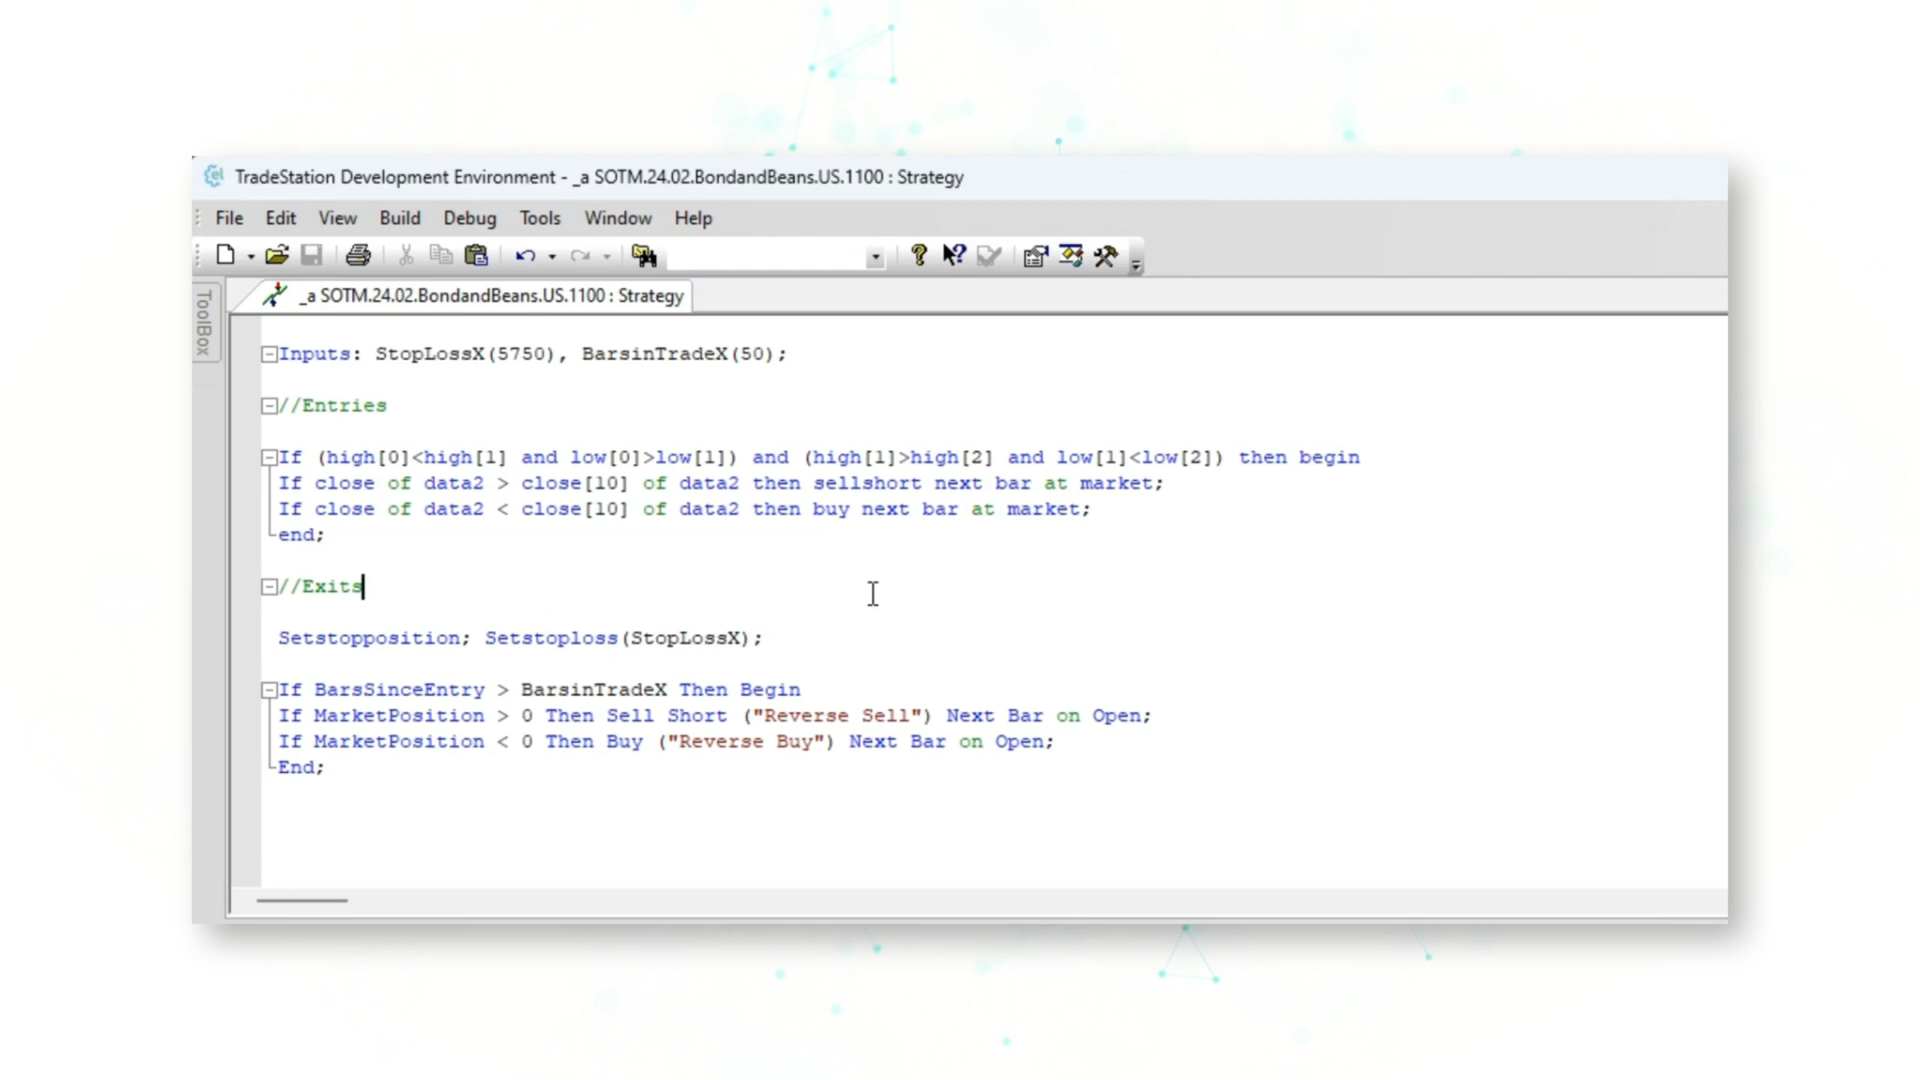 TradeStation Development Environment - _a SOTM.24.02.BondandBeans.US.1100 : Strategy
File Edit View Build Debug Tools Window Help
_a SOTM.24.02.BondandBeans.US.1100 : Strategy
ToolBox
Inputs: StopLossX(5750), BarsinTradeX(50);
//Entries
If (high[0]<high[1] and low[0]>low[1]) and (high[1]>high[2] and low[1]<low[2]) then begin
If close of data2 > close[10] of data2 then sellshort next bar at market;
If close of data2 < close[10] of data2 then buy next bar at market;
end;
//Exits
Setstopposition; Setstoploss(StopLossX);
If BarsSinceEntry > BarsinTradeX Then Begin
If MarketPosition > 0 Then Sell Short ("Reverse Sell") Next Bar on Open;
If MarketPosition < 0 Then Buy ("Reverse Buy") Next Bar on Open;
End;